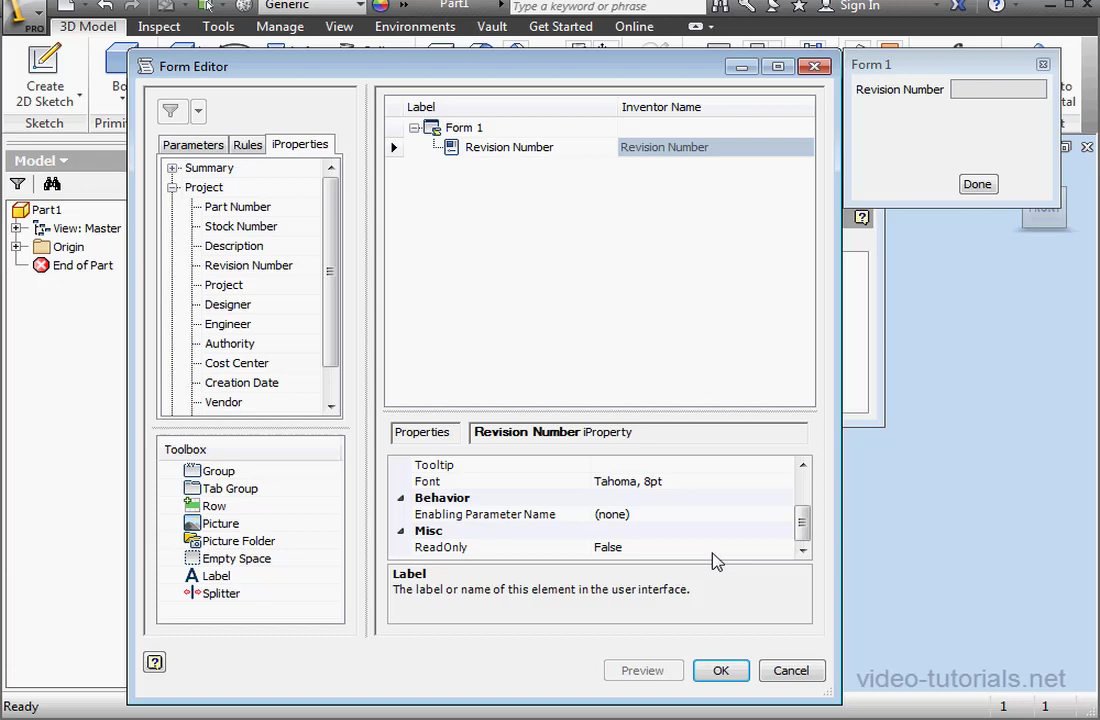 PRO
Generic
Part1
Type a keyword or phrase
Sign In
3D Model
Inspect
Tools
Manage
View
Environments
Vault
Get Started
Online
Create
2D Sketch
Sketch
Primi
Model
Part1
View: Master
Origin
End of Part
Form Editor
Parameters
Rules
iProperties
Summary
Project
Part Number
Stock Number
Description
Revision Number
Project
Designer
Engineer
Authority
Cost Center
Creation Date
Vendor
Toolbox
Group
Tab Group
Row
Picture
Picture Folder
Empty Space
Label
Splitter
Label
Inventor Name
Form 1
Revision Number
Revision Number
Properties
Revision Number iProperty
Tooltip
Font
Tahoma, 8pt
Behavior
Enabling Parameter Name
(none)
Misc
ReadOnly
False
Label
The label or name of this element in the user interface.
Preview
OK
Cancel
Form 1
Revision Number
Done
FRONT
video-tutorials.net
Ready
1
1